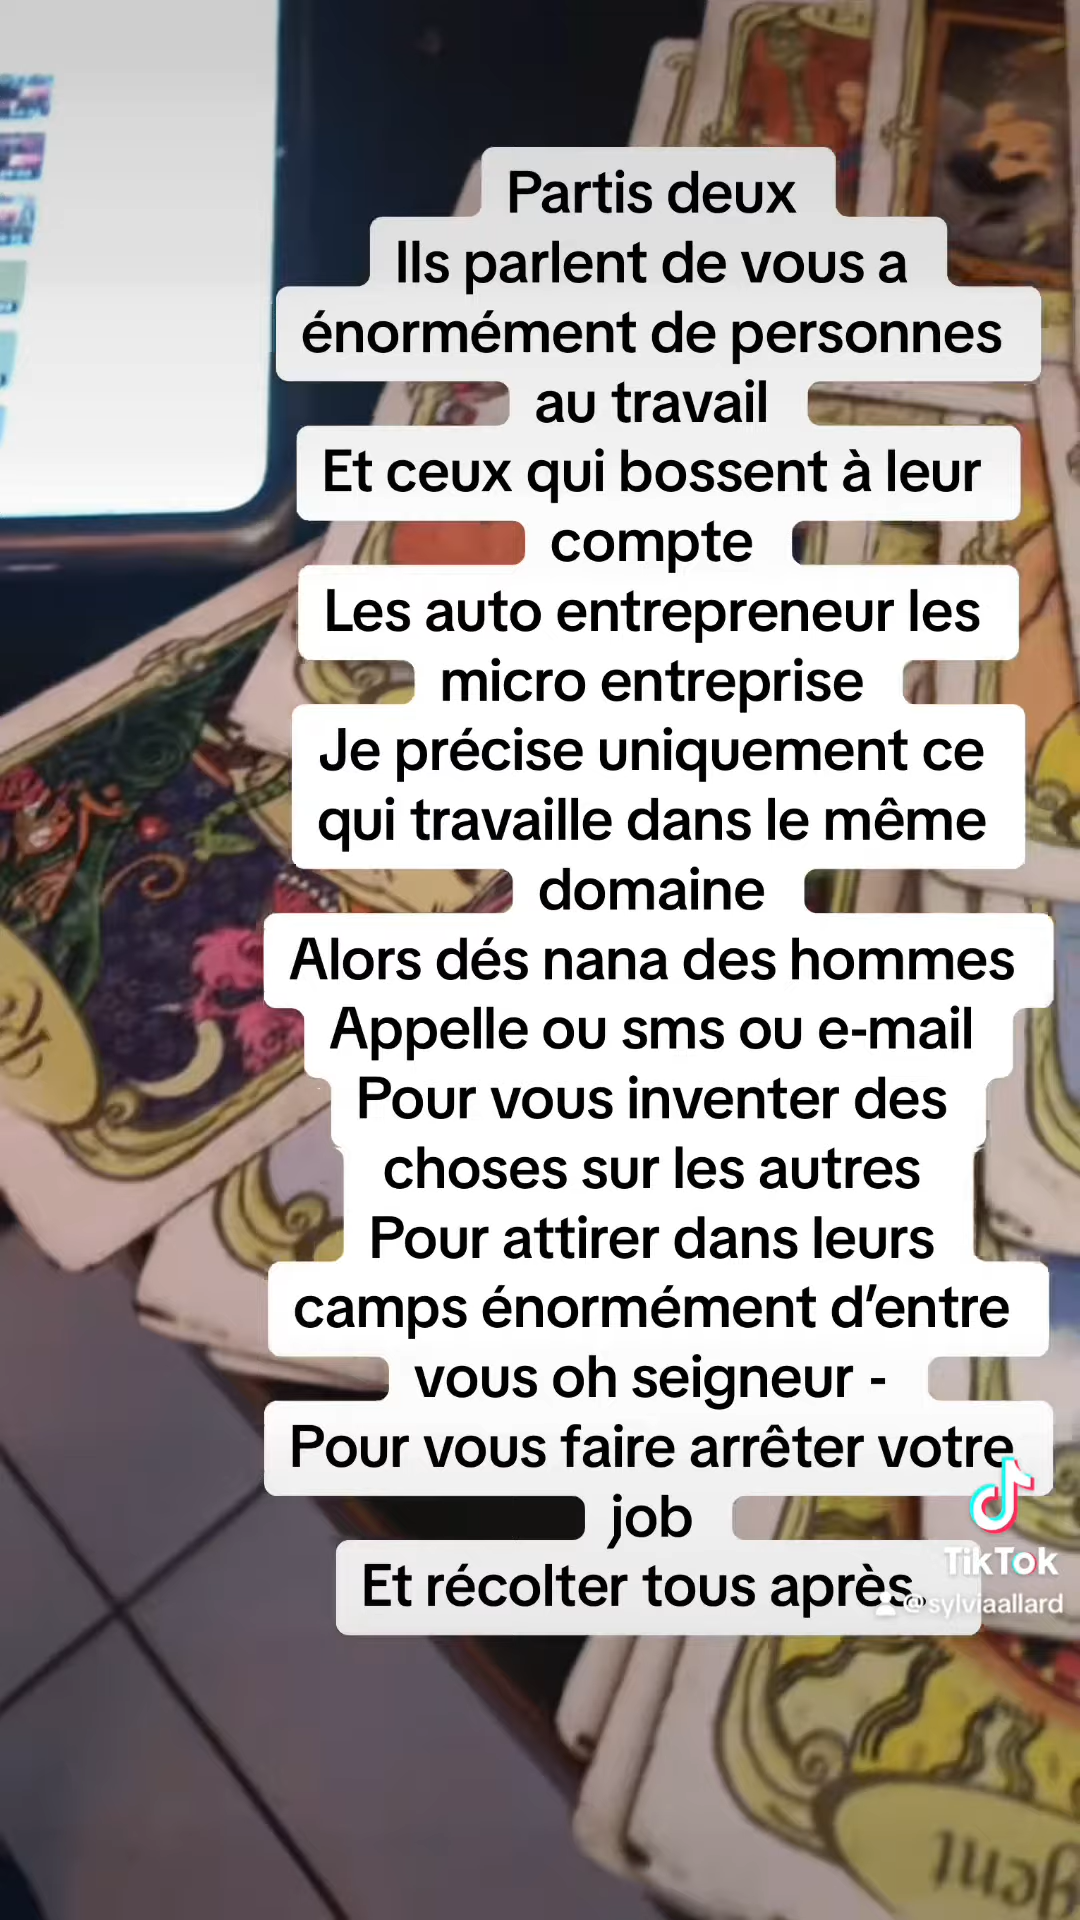 Partis deux
Ils parlent de vous a
énormément de personnes
au travail
Et ceux qui bossent à leur
compte
Les auto entrepreneur les
micro entreprise
Je précise uniquement ce
qui travaille dans le même
domaine
Alors dés nana des hommes
Appelle ou sms ou e-mail
Pour vous inventer des
choses sur les autres
Pour attirer dans leurs
camps énormément d’entre
vous oh seigneur -
Pour vous faire arrêter votre
job
Et récolter tous après.
TikTok
@sylviaallard